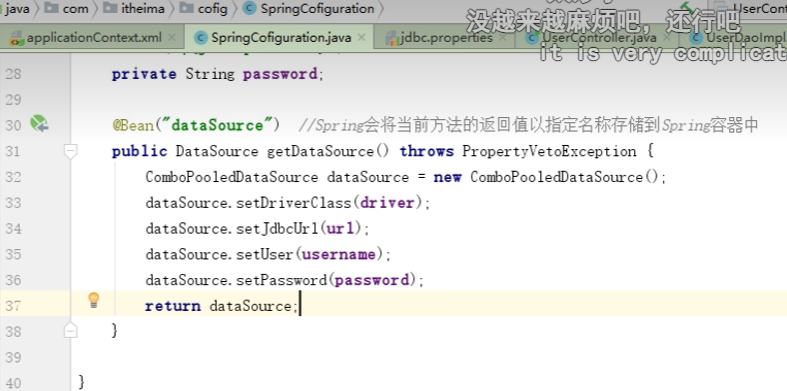 java com itheima cofig SpringCofiguration
没越来越麻烦吧，还行吧
it is very complicat
applicationContext.xml SpringCofiguration.java jdbc.properties UserController.java UserDaoImpl
28 private String password;
29
30 @Bean("dataSource") //Spring会将当前方法的返回值以指定名称存储到Spring容器中
31 public DataSource getDataSource() throws PropertyVetoException {
32 ComboPooledDataSource dataSource = new ComboPooledDataSource();
33 dataSource.setDriverClass(driver);
34 dataSource.setJdbcUrl(url);
35 dataSource.setUser(username);
36 dataSource.setPassword(password);
37 return dataSource;
38 }
39
40 }